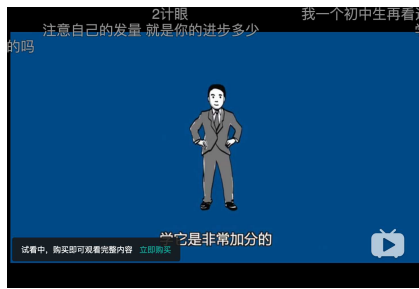 2计眼
我一个初中生再看
注意自己的发量 就是你的进步多少
的吗
学它是非常加分的
试看中，购买即可观看完整内容 立即购买